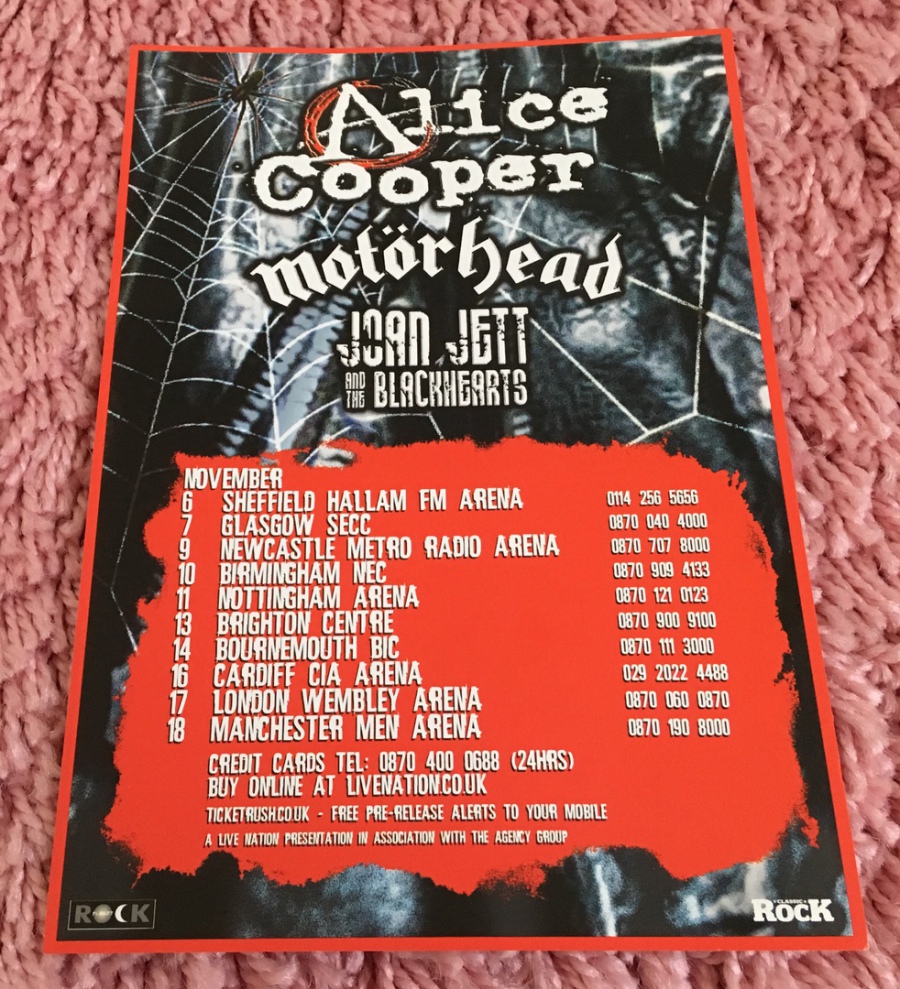 Alice
Cooper
motörhead
JOAN JETT
AND THE BLACKHEARTS
NOVEMBER
6 SHEFFIELD HALLAM FM ARENA 0114 256 5656
7 GLASGOW SECC 0870 040 4000
9 NEWCASTLE METRO RADIO ARENA 0870 707 8000
10 BIRMINGHAM NEC 0870 909 4133
11 NOTTINGHAM ARENA 0870 121 0123
13 BRIGHTON CENTRE 0870 900 9100
14 BOURNEMOUTH BIC 0870 111 3000
16 CARDIFF CIA ARENA 029 2022 4488
17 LONDON WEMBLEY ARENA 0870 060 0870
18 MANCHESTER MEN ARENA 0870 190 8000
CREDIT CARDS TEL: 0870 400 0688 (24HRS)
BUY ONLINE AT LIVENATION.CO.UK
TICKETRUSH.CO.UK - FREE PRE-RELEASE ALERTS TO YOUR MOBILE
A LIVE NATION PRESENTATION IN ASSOCIATION WITH THE AGENCY GROUP
PLANET ROCK
CLASSIC ROCK